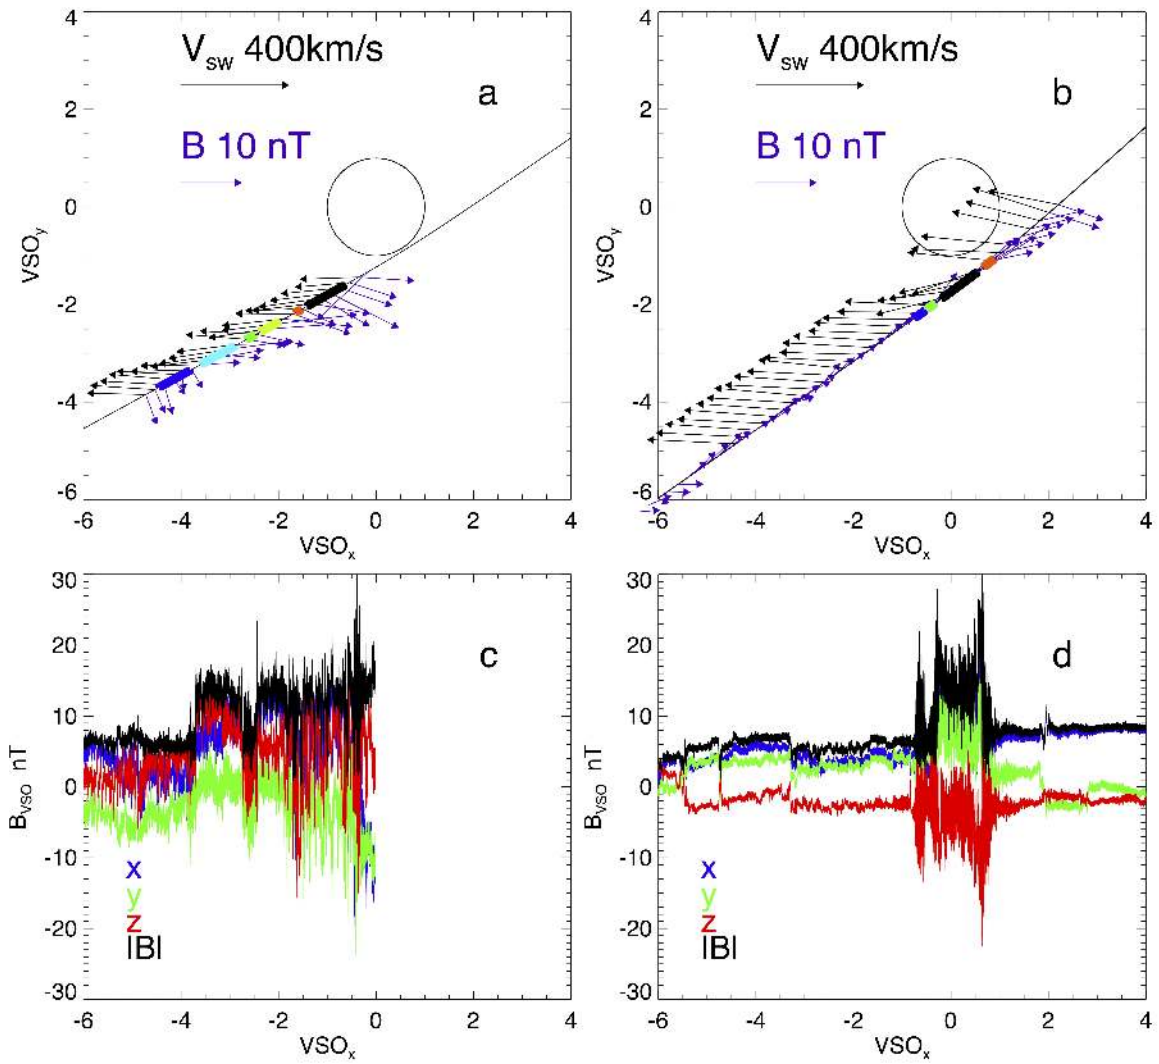 4
2
0
-2
-4
-6
VSO_y
V_sw 400km/s
a
B 10 nT
-6 -4 -2 0 2 4
VSO_x
4
2
0
-2
-4
-6
VSO_y
V_sw 400km/s
b
B 10 nT
-6 -4 -2 0 2 4
VSO_x
30
20
10
0
-10
-20
-30
B_VSO nT
c
x
y
z
|B|
-6 -4 -2 0 2 4
VSO_x
30
20
10
0
-10
-20
-30
B_VSO nT
d
x
y
z
|B|
-6 -4 -2 0 2 4
VSO_x